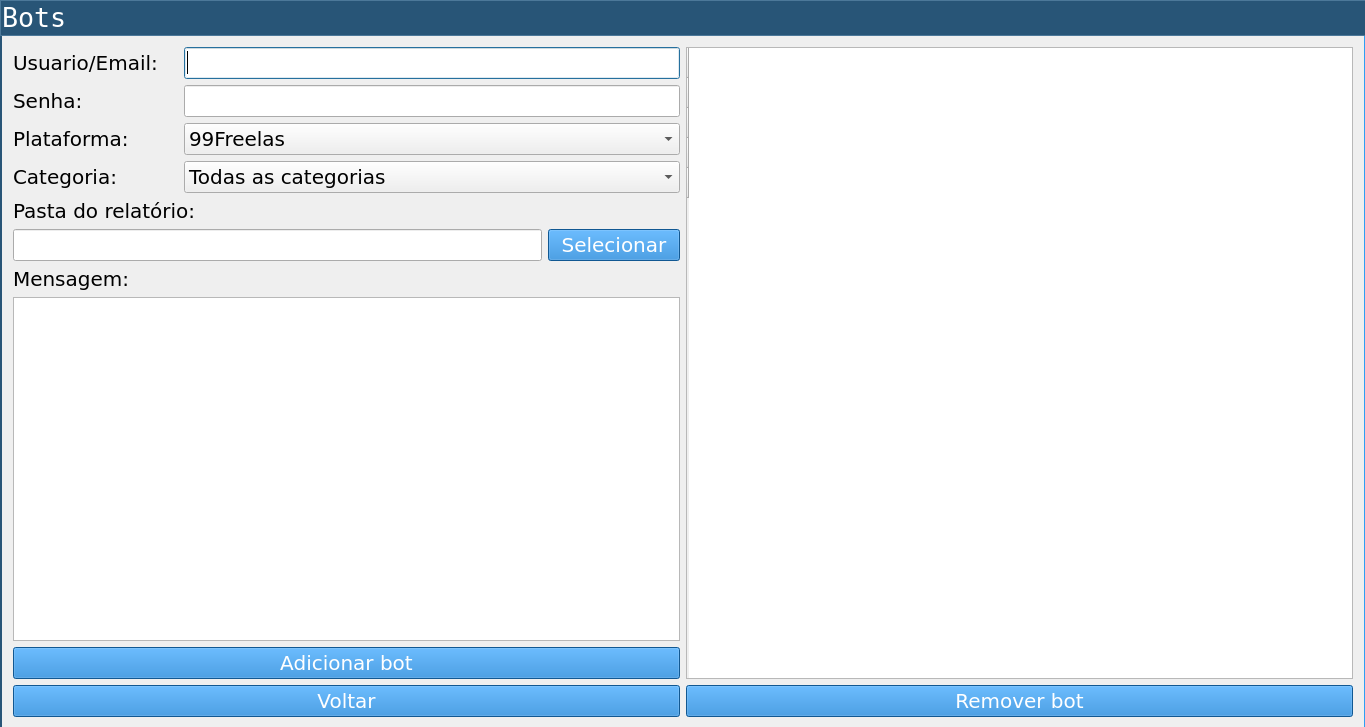 Bots
Usuario/Email:
Senha:
Plataforma: 99Freelas
Categoria: Todas as categorias
Pasta do relatório:
Selecionar
Mensagem:
Adicionar bot
Voltar
Remover bot